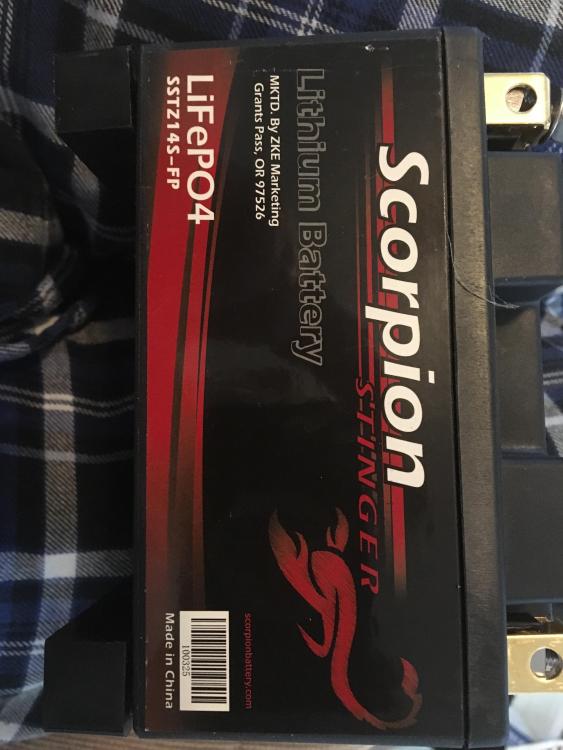 Scorpion
STINGER
Lithium Battery
MKTD. By ZKE Marketing
Grants Pass, OR 97526
LiFePO4
SSTZ14S-FP
scorpionbattery.com
100325
Made in China